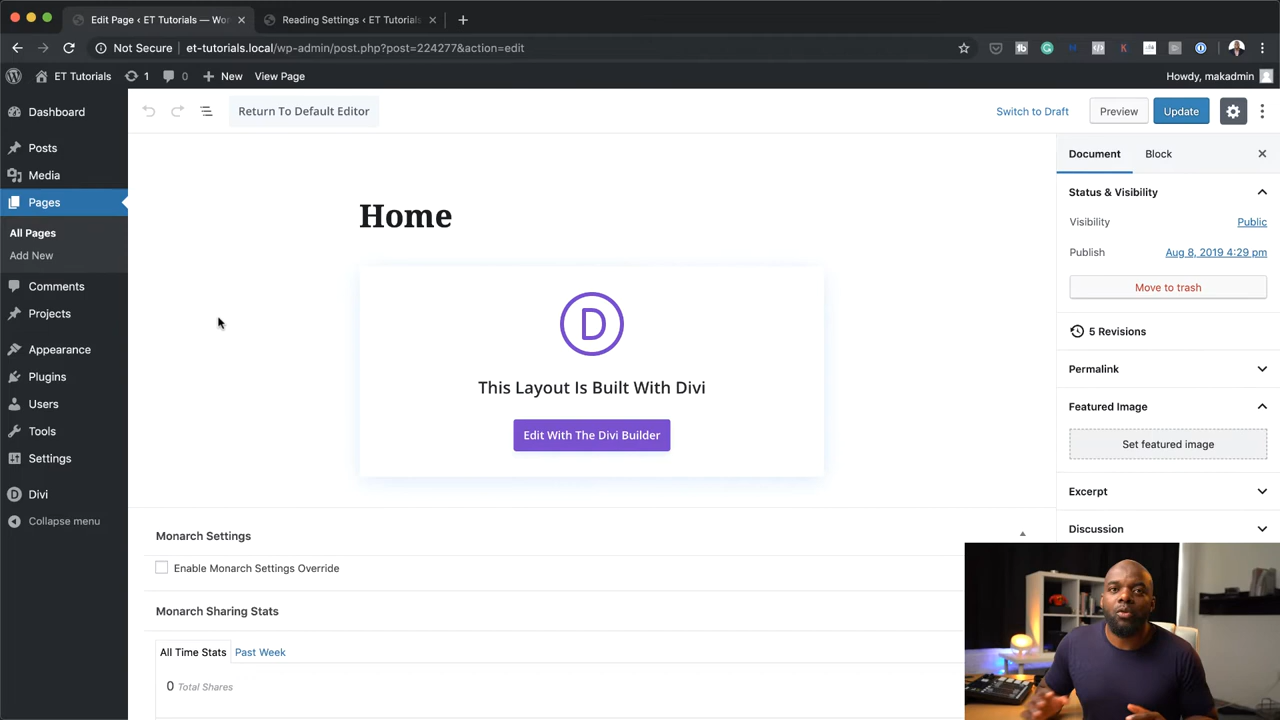 Edit Page ‹ ET Tutorials — Wor
Reading Settings ‹ ET Tutorials
Not Secure
et-tutorials.local/wp-admin/post.php?post=224277&action=edit
ET Tutorials
1
0
New
View Page
Howdy, makadmin
Dashboard
Posts
Media
Pages
All Pages
Add New
Comments
Projects
Appearance
Plugins
Users
Tools
Settings
Divi
Collapse menu
Return To Default Editor
Switch to Draft
Preview
Update
Home
D
This Layout Is Built With Divi
Edit With The Divi Builder
Monarch Settings
Enable Monarch Settings Override
Monarch Sharing Stats
All Time Stats
Past Week
0 Total Shares
Document
Block
Status & Visibility
Visibility
Public
Publish
Aug 8, 2019 4:29 pm
Move to trash
5 Revisions
Permalink
Featured Image
Set featured image
Excerpt
Discussion